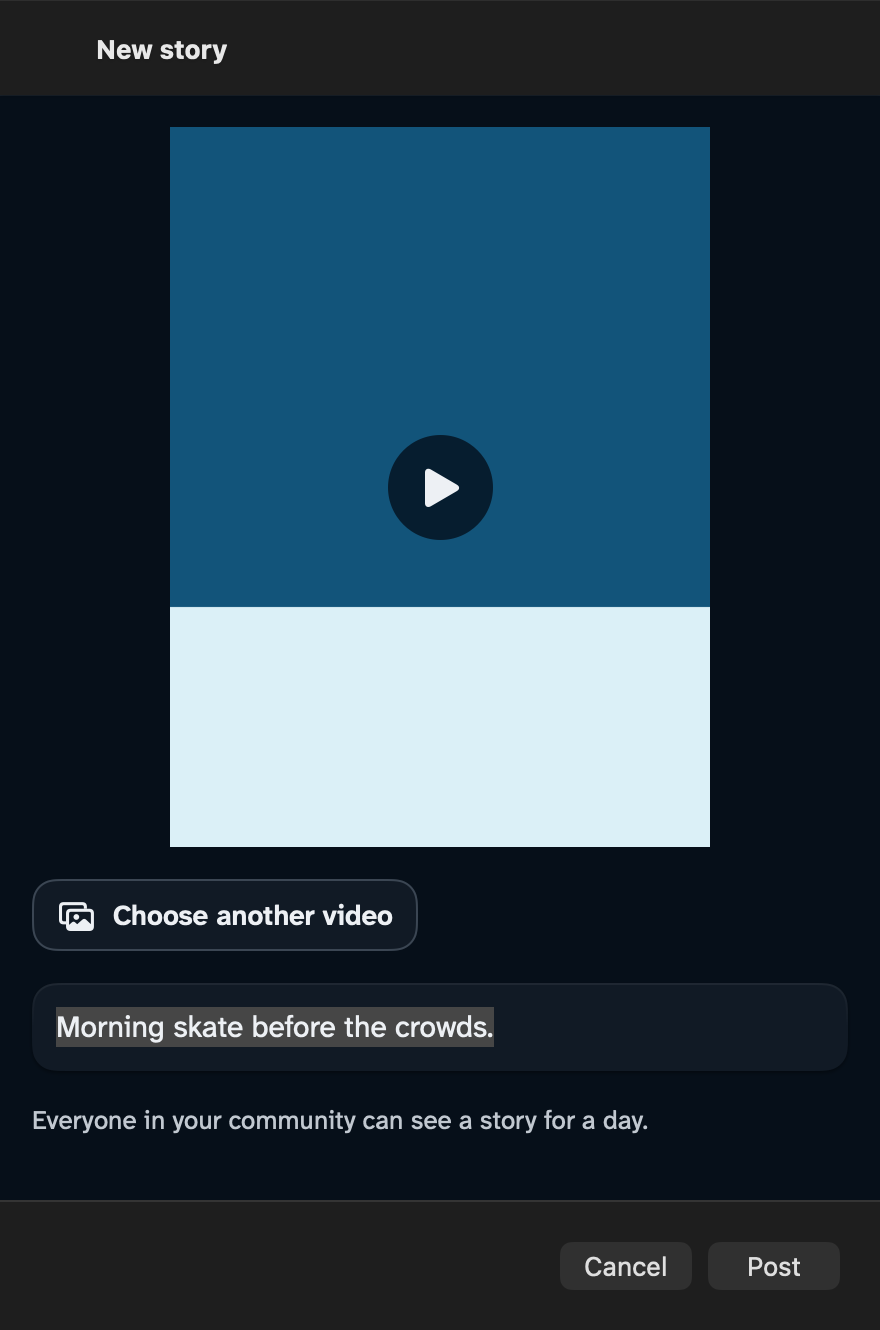 New story
Choose another video
Morning skate before the crowds.
Everyone in your community can see a story for a day.
Cancel
Post